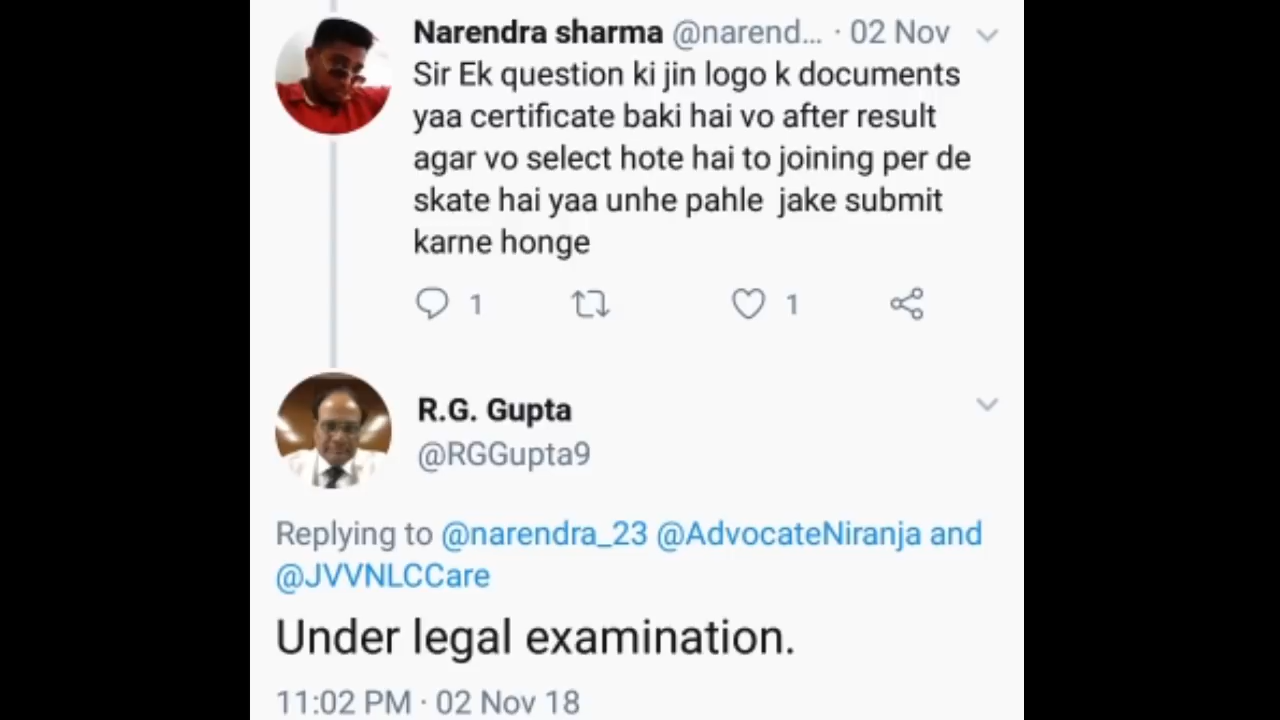 Narendra sharma @narend... · 02 Nov
Sir Ek question ki jin logo k documents
yaa certificate baki hai vo after result
agar vo select hote hai to joining per de
skate hai yaa unhe pahle jake submit
karne honge
1 1
R.G. Gupta
@RGGupta9
Replying to @narendra_23 @AdvocateNiranja and
@JVVNLCCare
Under legal examination.
11:02 PM · 02 Nov 18